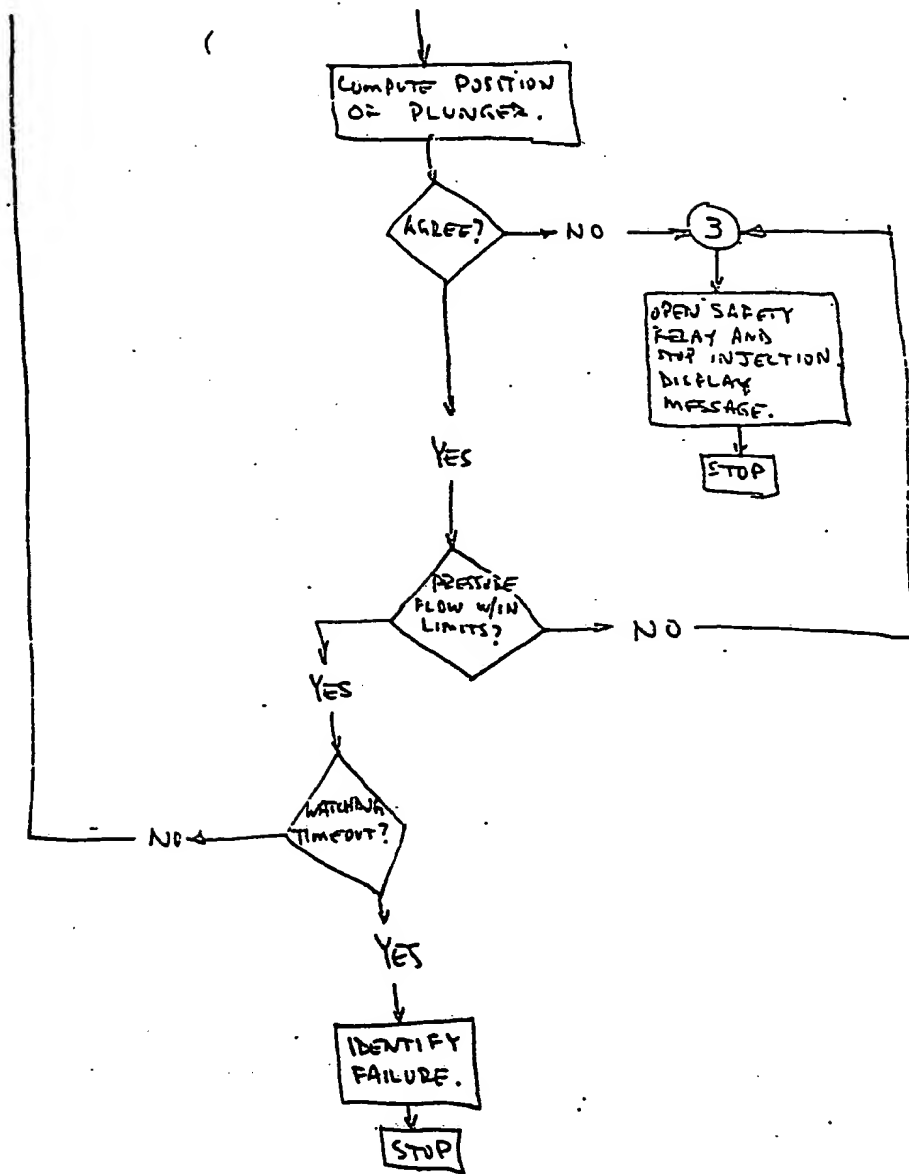 COMPUTE POSITION
OF PLUNGER.
AGREE?
NO
3
OPEN SAFETY
RELAY AND
STOP INJECTION
DISPLAY
MESSAGE.
STOP
YES
PRESSURE
FLOW W/IN
LIMITS?
NO
YES
WATCHING
TIMEOUT?
NO
YES
IDENTIFY
FAILURE.
STOP